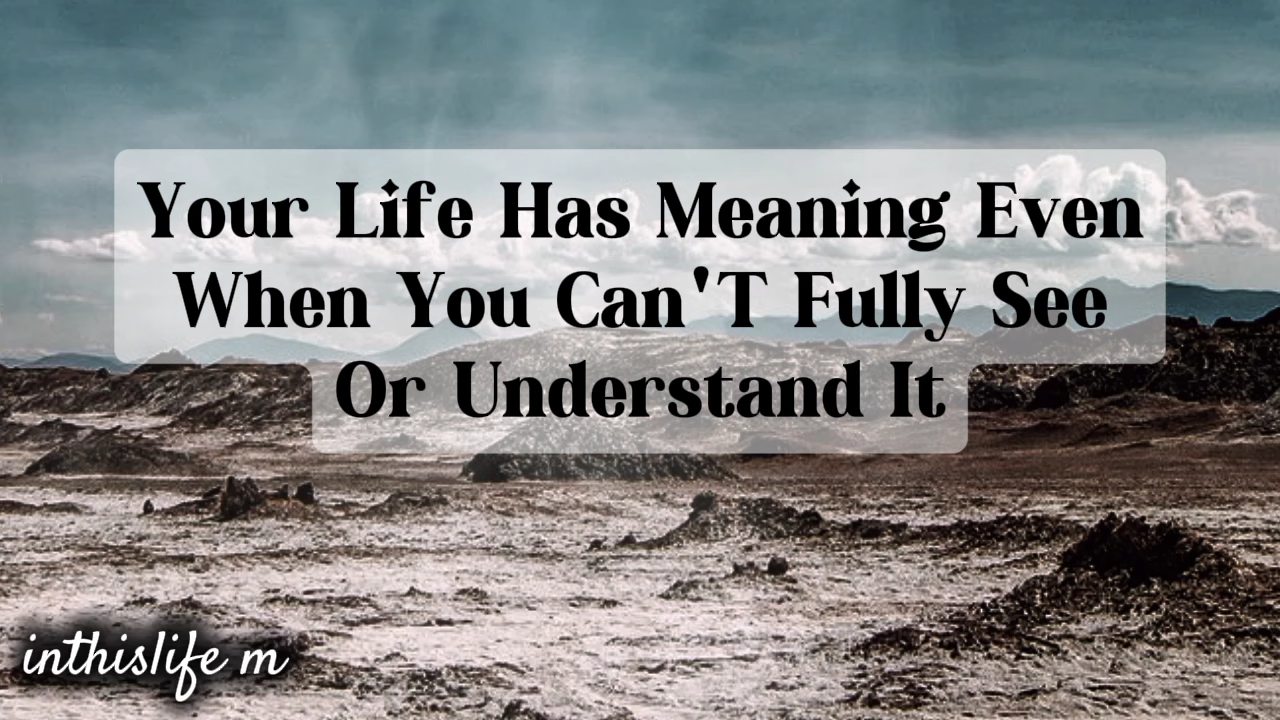 Your Life Has Meaning Even
When You Can'T Fully See
Or Understand It
inthislife m